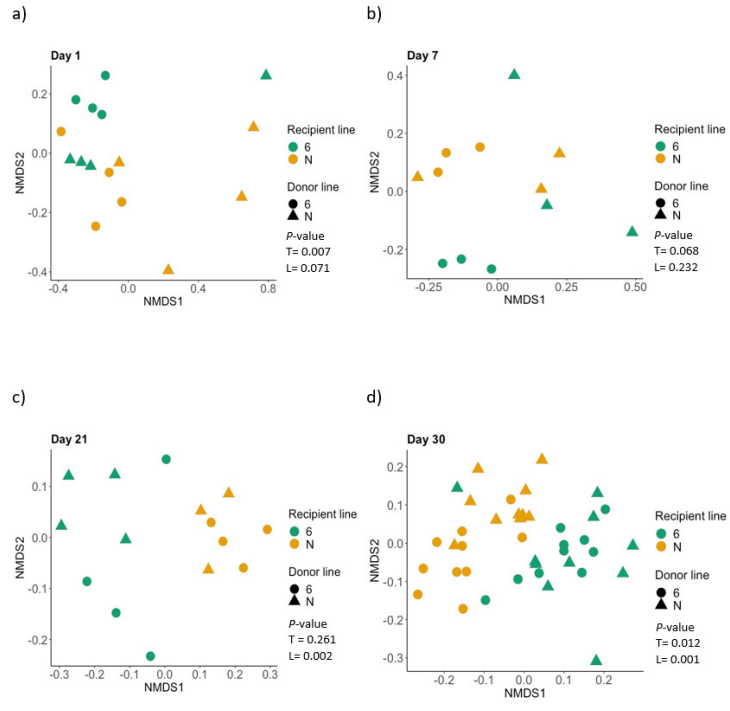 a)
Day 1
0.2
0.0
-0.2
-0.4
NMDS2
-0.4
0.0
0.4
0.8
NMDS1
Recipient line
6
N
Donor line
6
N
P-value
T= 0.007
L= 0.071
b)
Day 7
0.4
0.2
0.0
-0.2
NMDS2
-0.25
0.00
0.25
0.50
NMDS1
Recipient line
6
N
Donor line
6
N
P-value
T= 0.068
L= 0.232
c)
Day 21
0.1
0.0
-0.1
-0.2
NMDS2
-0.3
-0.2
-0.1
0.0
0.1
0.2
0.3
NMDS1
Recipient line
6
N
Donor line
6
N
P-value
T = 0.261
L= 0.002
d)
Day 30
0.2
0.1
0.0
-0.1
-0.2
-0.3
NMDS2
-0.2
-0.1
0.0
0.1
0.2
NMDS1
Recipient line
6
N
Donor line
6
N
P-value
T= 0.012
L= 0.001